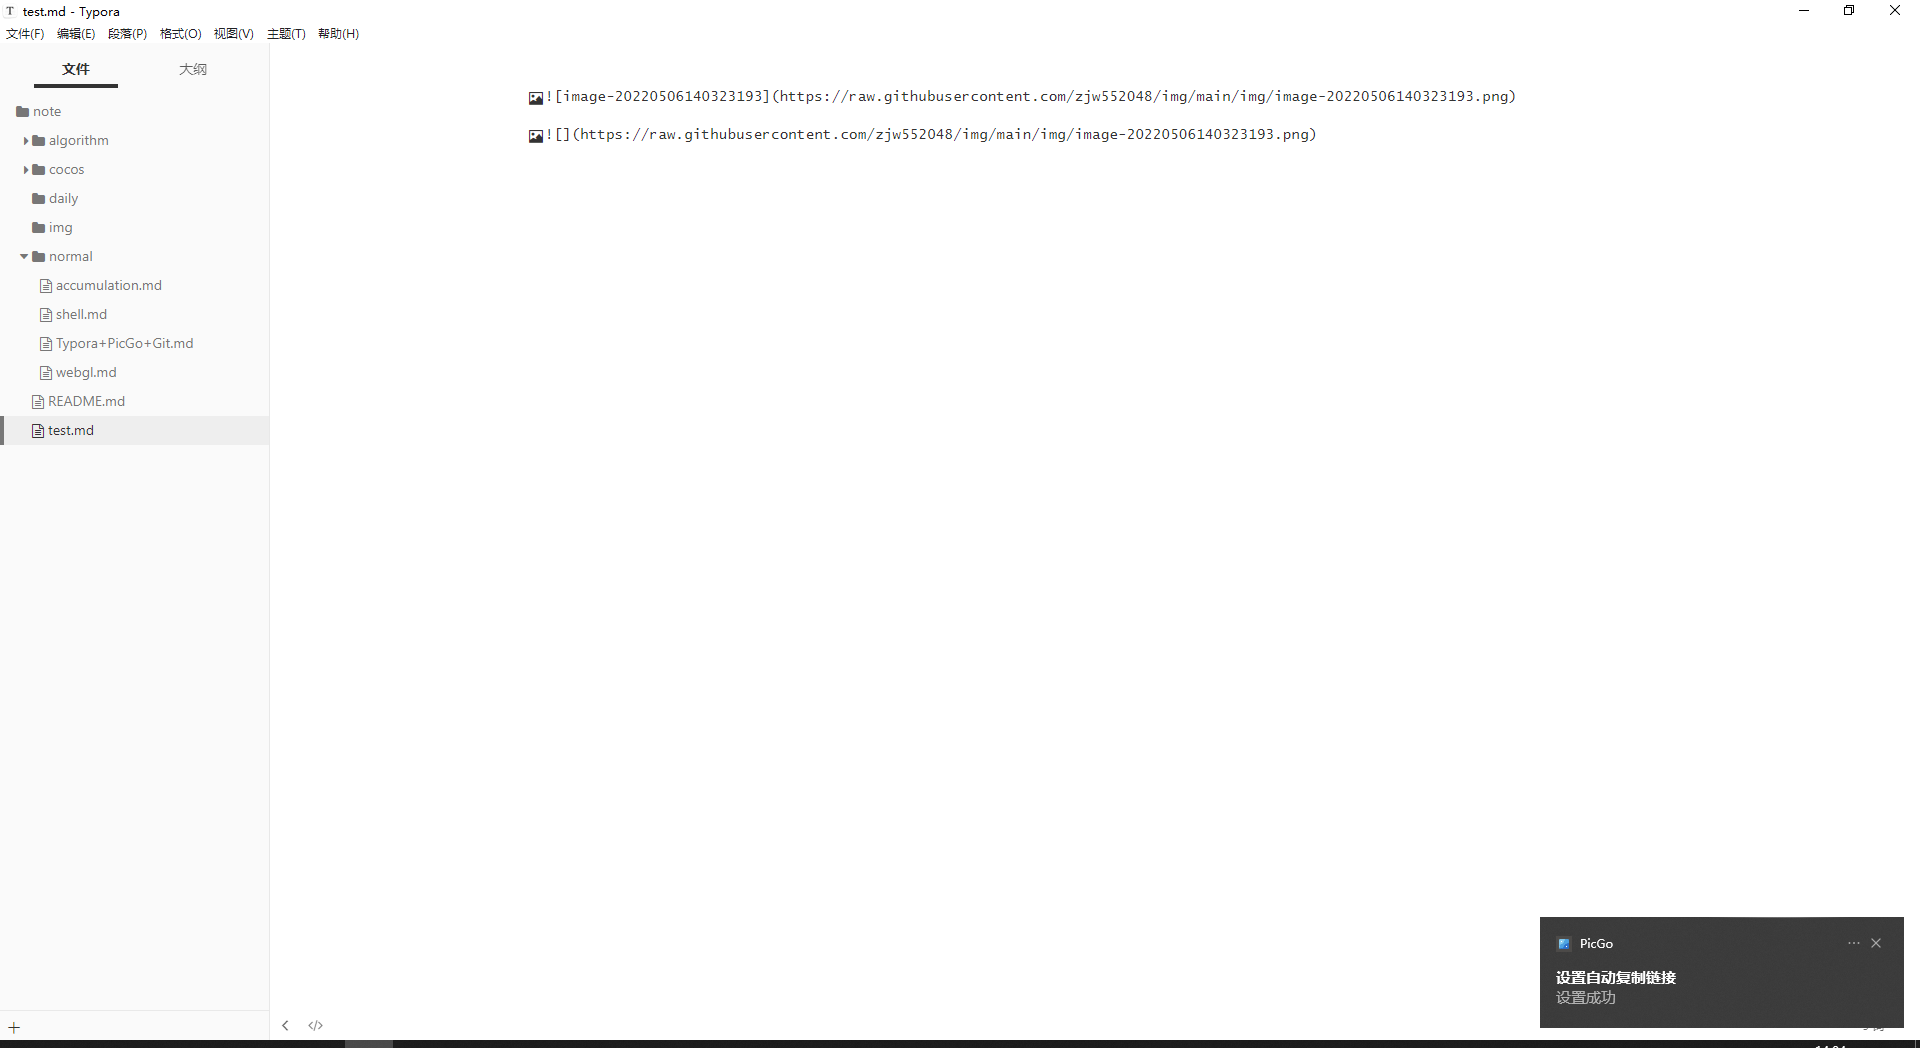 test.md - Typora
文件(F) 编辑(E) 段落(P) 格式(O) 视图(V) 主题(T) 帮助(H)
文件 大纲
note
algorithm
cocos
daily
img
normal
accumulation.md
shell.md
Typora+PicGo+Git.md
webgl.md
README.md
test.md
![image-20220506140323193](https://raw.githubusercontent.com/zjw552048/img/main/img/image-20220506140323193.png)
![](https://raw.githubusercontent.com/zjw552048/img/main/img/image-20220506140323193.png)
PicGo
设置自动复制链接
设置成功